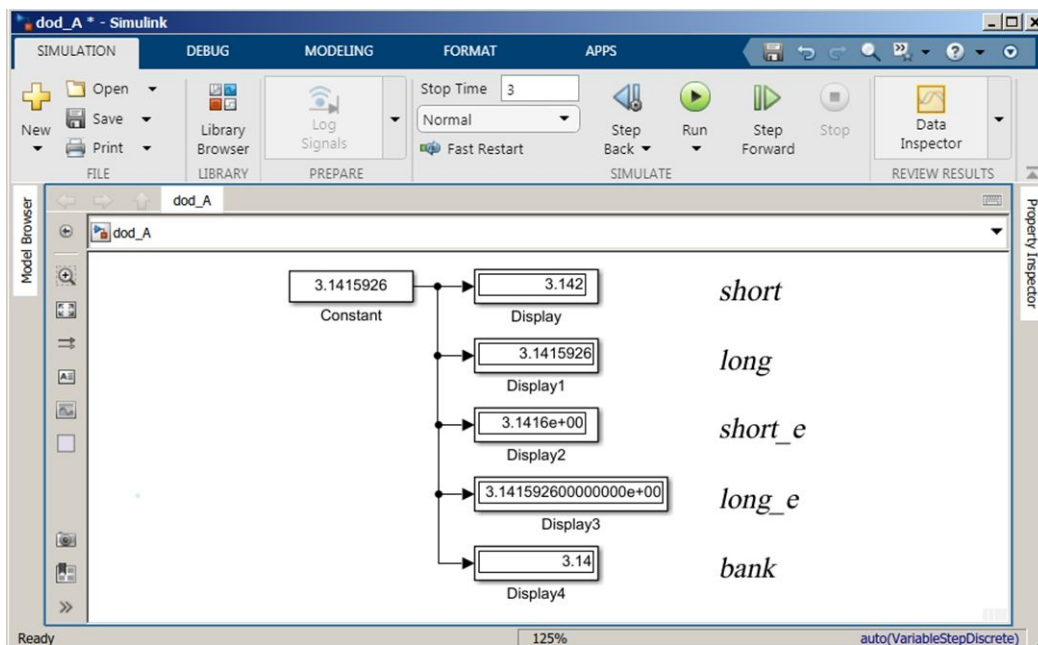 dod_A * - Simulink
SIMULATION DEBUG MODELING FORMAT APPS
New
Open
Save
Print
FILE
Library
Browser
LIBRARY
Log
Signals
PREPARE
Stop Time 3
Normal
Fast Restart
Step
Back
Run
Step
Forward
Stop
SIMULATE
Data
Inspector
REVIEW RESULTS
Model Browser
Property Inspector
dod_A
dod_A
3.1415926
Constant
3.142
Display
short
3.1415926
Display1
long
3.1416e+00
Display2
short_e
3.141592600000000e+00
Display3
long_e
3.14
Display4
bank
Ready 125% auto(VariableStepDiscrete)